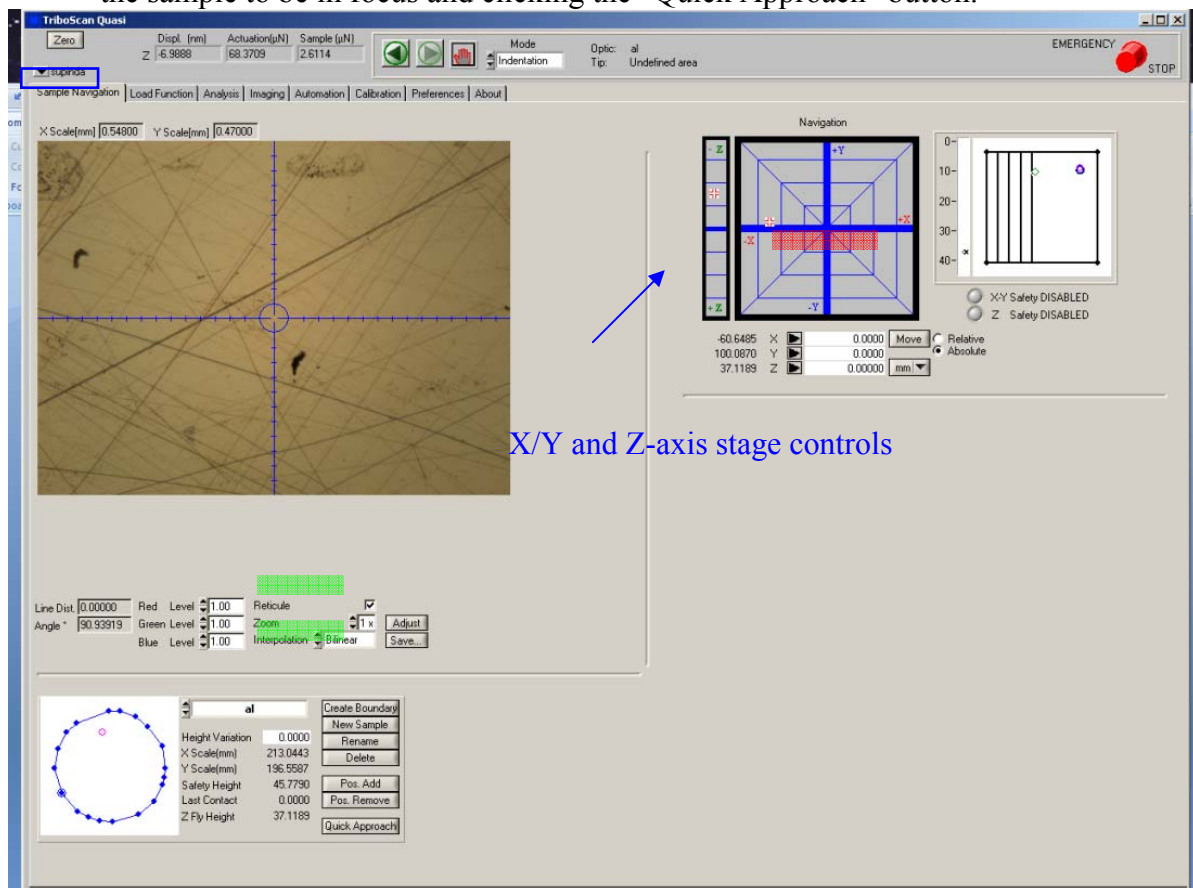 the sample to be in focus and clicking the "Quick Approach" button.
TriboScan Quasi
Zero
Displ. (nm) Actuation(µN) Sample (µN)
Z -6.9888 68.3709 2.6114
Mode
Indentation
Optic: al
Tip: Undefined area
EMERGENCY
STOP
supinda
Sample Navigation Load Function Analysis Imaging Automation Calibration Preferences About
X Scale[mm] 0.54800 Y Scale[mm] 0.47000
Navigation
- Z
+Y
+X
-X
-Y
+ Z
0-
10-
20-
30-
40-
X-Y Safety DISABLED
Z Safety DISABLED
-60.6485 X 0.0000 Move Relative
100.0870 Y 0.0000 Absolute
37.1189 Z 0.00000 mm
X/Y and Z-axis stage controls
Line Dist. 0.00000 Red Level 1.00 Reticule
Angle ° 90.93919 Green Level 1.00 Zoom 1 x Adjust
Blue Level 1.00 Interpolation Bilinear Save...
al
Create Boundary
New Sample
Height Variation 0.0000 Rename
X Scale(mm) 213.0443 Delete
Y Scale(mm) 196.5587
Safety Height 45.7790 Pos. Add
Last Contact 0.0000 Pos. Remove
Z Fly Height 37.1189
Quick Approach